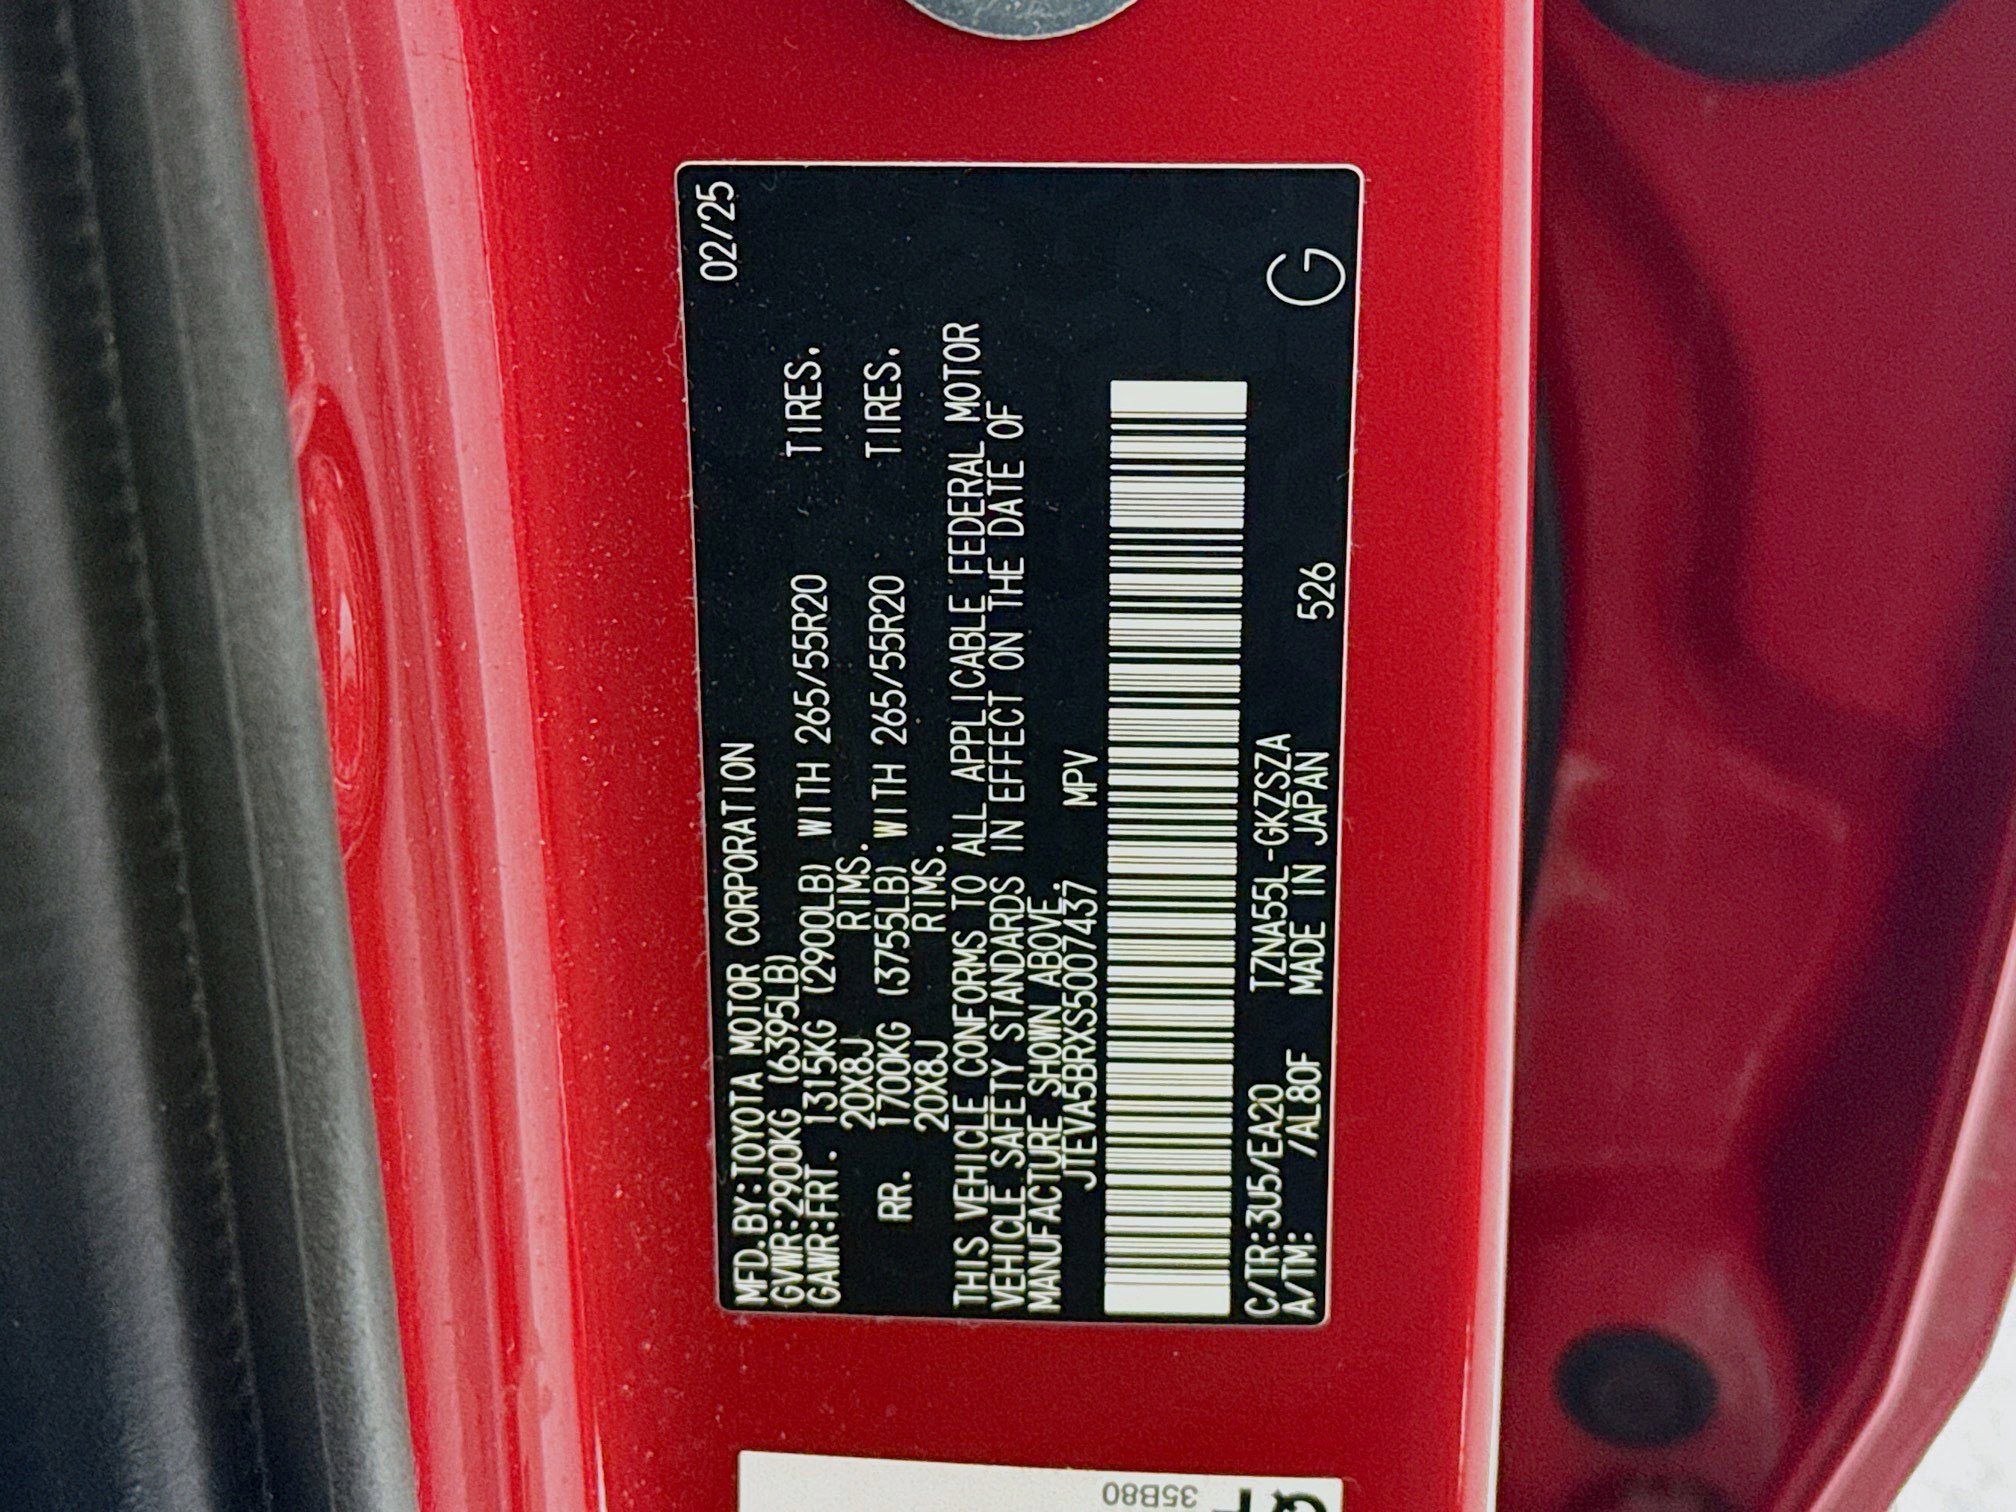 02/25
MFD.BY:TOYOTA MOTOR CORPORATION
GVWR:2900KG (6395LB)
GAWR:FRT. 1315KG (2900LB) WITH 265/55R20 TIRES.
20X8J RIMS.
RR. 1700KG (3755LB) WITH 265/55R20 TIRES.
20X8J RIMS.
THIS VEHICLE CONFORMS TO ALL APPLICABLE FEDERAL MOTOR
VEHICLE SAFETY STANDARDS IN EFFECT ON THE DATE OF
MANUFACTURE SHOWN ABOVE.
JTEVA5BRXS5007437 MPV
C/TR:3U5/EA20 TZNA55L-GKZSZA
A/TM: /AL80F MADE IN JAPAN 526 G
35B80